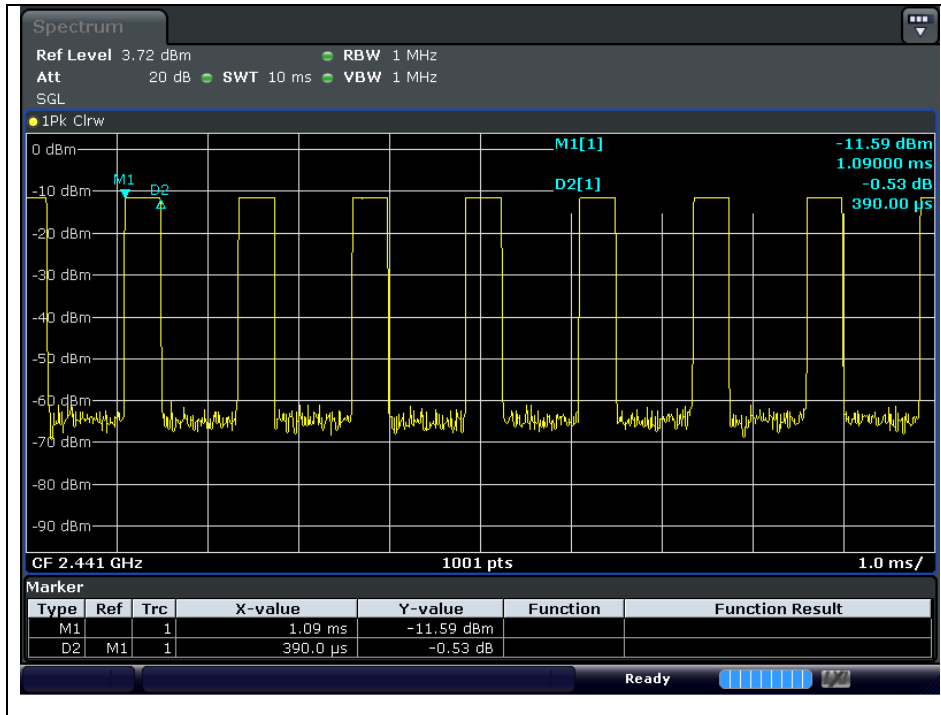 Spectrum
Ref Level 3.72 dBm RBW 1 MHz
Att 20 dB SWT 10 ms VBW 1 MHz
SGL
1Pk Clrw
M1[1] -11.59 dBm
1.09000 ms
D2[1] -0.53 dB
390.00 µs
0 dBm
M1
D2
-10 dBm
-20 dBm
-30 dBm
-40 dBm
-50 dBm
-60 dBm
-70 dBm
-80 dBm
-90 dBm
CF 2.441 GHz 1001 pts 1.0 ms/
Marker
Type Ref Trc X-value Y-value Function Function Result
M1 1 1.09 ms -11.59 dBm
D2 M1 1 390.0 µs -0.53 dB
Ready